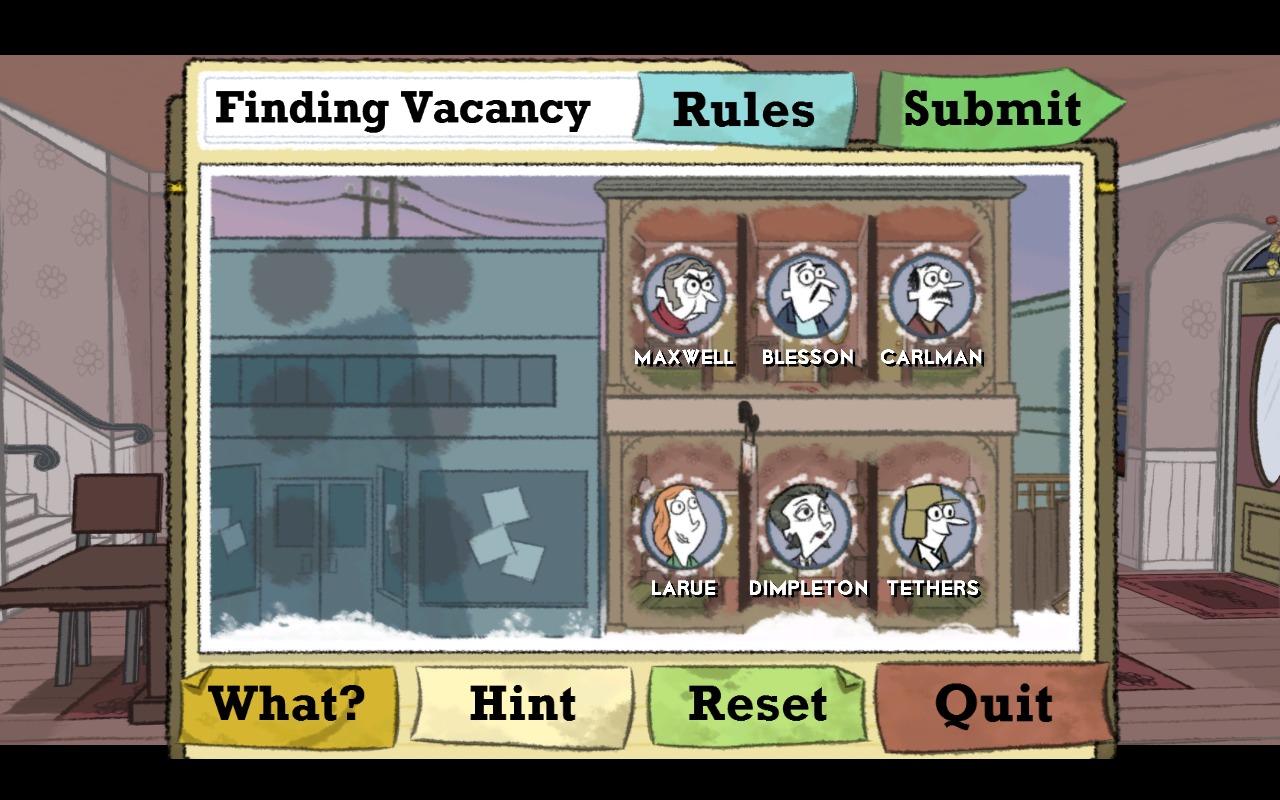 Finding Vacancy
Rules
Submit
MAXWELL
BLESSON
CARLMAN
LARUE
DIMPLETON
TETHERS
What?
Hint
Reset
Quit